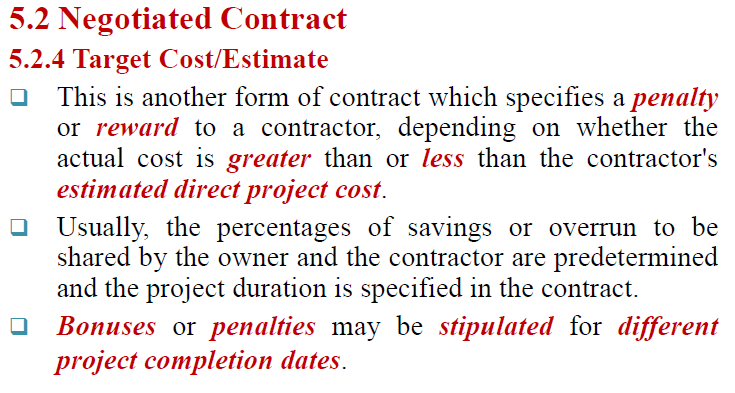 5.2 Negotiated Contract
5.2.4 Target Cost/Estimate
❑ This is another form of contract which specifies a penalty
or reward to a contractor, depending on whether the
actual cost is greater than or less than the contractor's
estimated direct project cost.
❑ Usually, the percentages of savings or overrun to be
shared by the owner and the contractor are predetermined
and the project duration is specified in the contract.
❑ Bonuses or penalties may be stipulated for different
project completion dates.